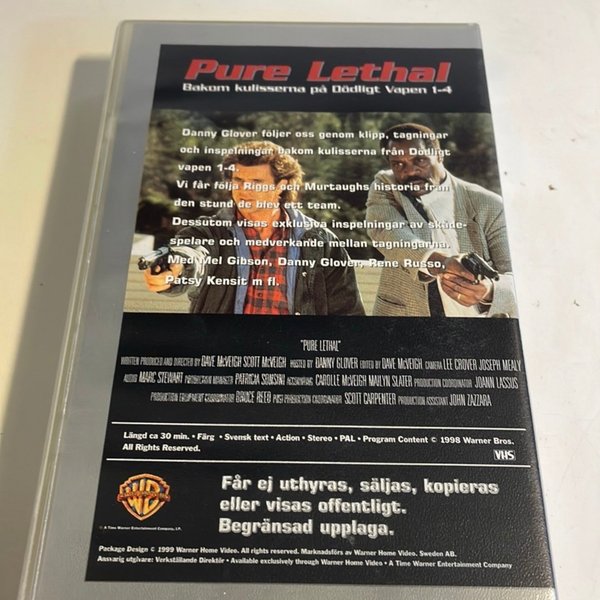 Pure Lethal
Bakom kulisserna på Dödligt Vapen 1-4
Danny Glover följer oss genom klipp, tagningar
och inspelningar bakom kulisserna från Dödligt
vapen 1-4.
Vi får följa Riggs och Murtaughs historia från
den stund de blev ett team.
Dessutom visas exklusiva inspelningar av skåde-
spelare och medverkande mellan tagningarna.
Med Mel Gibson, Danny Glover, Rene Russo,
Patsy Kensit m fl.
"PURE LETHAL"
WRITTEN PRODUCED AND DIRECTED BY DAVE McVEIGH SCOTT McVEIGH HOSTED BY DANNY GLOVER EDITED BY DAVE McVEIGH CAMERA LEE CROVER JOSEPH MEALY
AUDIO MARC STEWART PRODUCTION MANAGER PATRICIA SONSINI ACCOUNTING CAROLLE McVEIGH MAILYN SLATER PRODUCTION COORDINATOR JOANN LASSUS
PRODUCTION EQUIPMENT COORDINATOR BRUCE REED POST PRODUCTION COORDINATOR SCOTT CARPENTER PRODUCTION ASSISTANT JOHN ZAZZARA
Längd ca 30 min. • Färg • Svensk text • Action • Stereo • PAL • Program Content © 1998 Warner Bros.
All Rights Reserved.
VHS
Får ej uthyras, säljas, kopieras
eller visas offentligt.
Begränsad upplaga.
WB
A Time Warner Entertainment Company, LP.
Package Design © 1999 Warner Home Video. All rights reserved. Marknadsförs av Warner Home Video. Sweden AB.
Ansvarig utgivare: Verkställande Direktör • Available exclusively through Warner Home Video • A Time Warner Entertainment Company